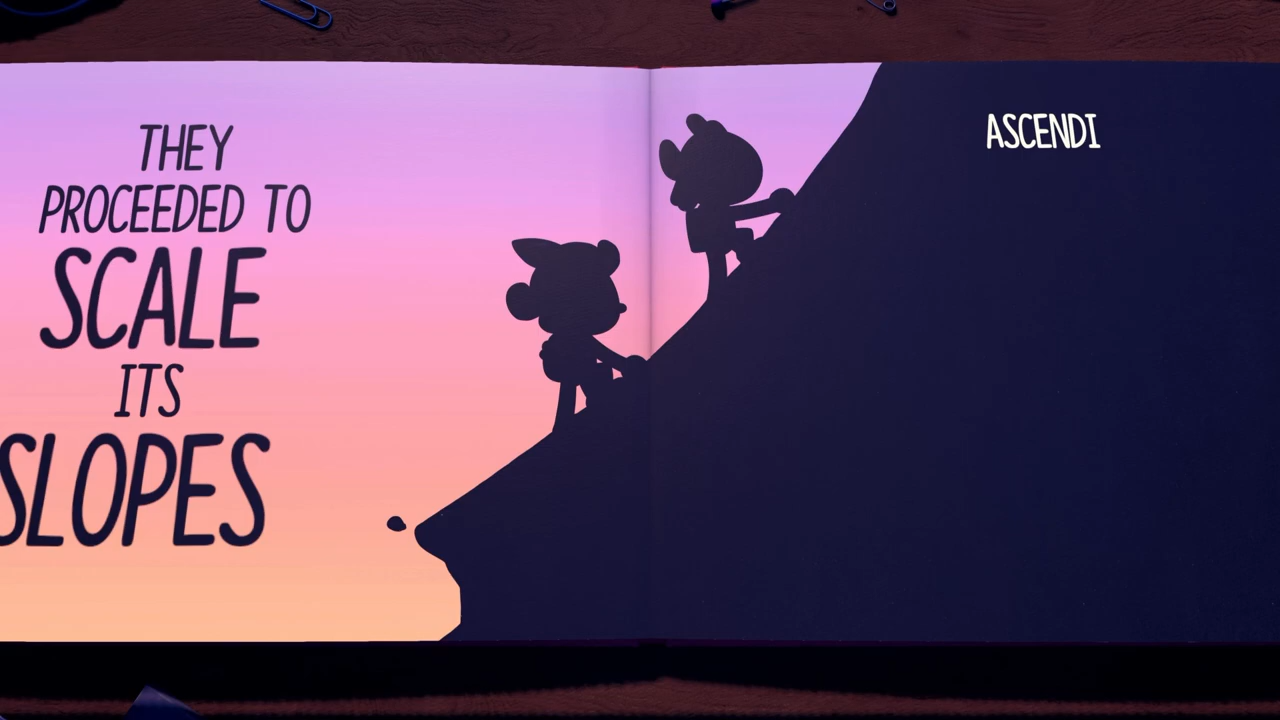 THEY
PROCEEDED TO
SCALE
ITS
SLOPES
ASCENDI